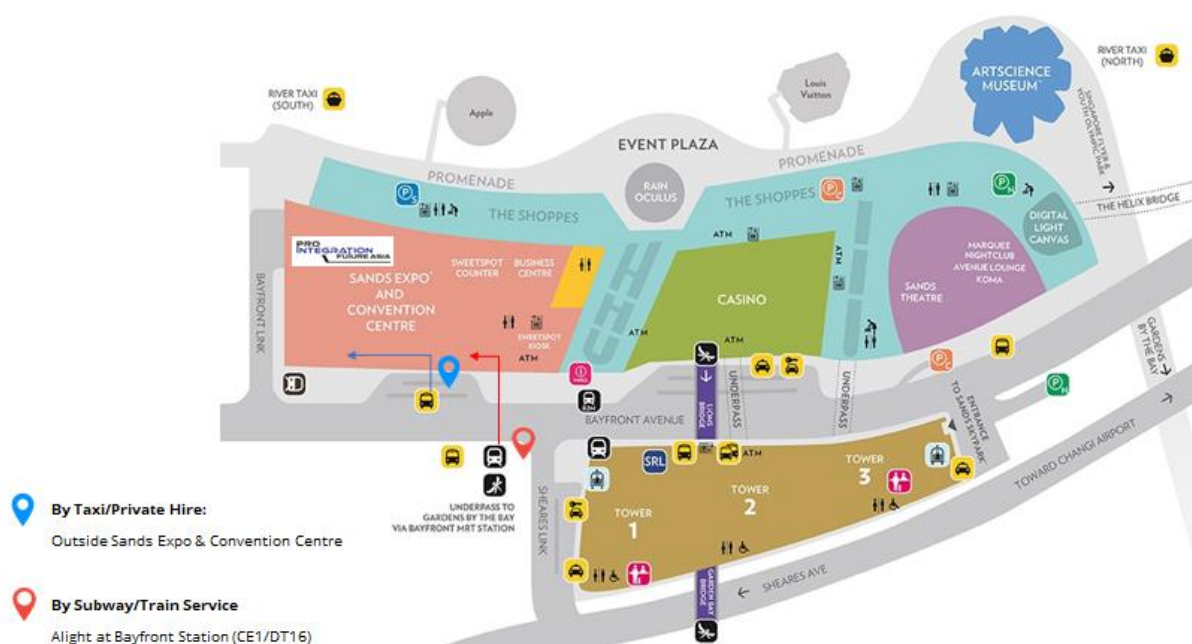 RIVER TAXI
(SOUTH)
Apple
Louis
Vuitton
ARTSCIENCE
MUSEUM™
RIVER TAXI
(NORTH)
EVENT PLAZA
PROMENADE
PROMENADE
RAIN
OCULUS
THE SHOPPES
THE SHOPPES
SINGAPORE FLYER &
YOUTH OLYMPIC PARK
THE HELIX BRIDGE
DIGITAL
LIGHT
CANVAS
PRO
INTEGRATION
FUTURE ASIA
SANDS EXPO
AND
CONVENTION
CENTRE
SWEETSPOT
COUNTER
BUSINESS
CENTRE
SWEETSPOT
KIOSK
ATM
ATM
CASINO
ATM
ATM
ATM
SANDS
THEATRE
MARQUEE
NIGHTCLUB
AVENUE LOUNGE
KOMA
BAYFRONT LINK
GARDENS
BY THE BAY
BAYFRONT AVENUE
LIONS
BRIDGE
UNDERPASS
UNDERPASS
ENTRANCE
TO SANDS SKYPARK
TOWARD CHANGI AIRPORT
SRL
ATM
TOWER
1
TOWER
2
TOWER
3
UNDERPASS TO
GARDENS BY THE BAY
VIA BAYFRONT MRT STATION
SHEARES LINK
GARDEN BAY
BRIDGE
SHEARES AVE
By Taxi/Private Hire:
Outside Sands Expo & Convention Centre
By Subway/Train Service
Alight at Bayfront Station (CE1/DT16)